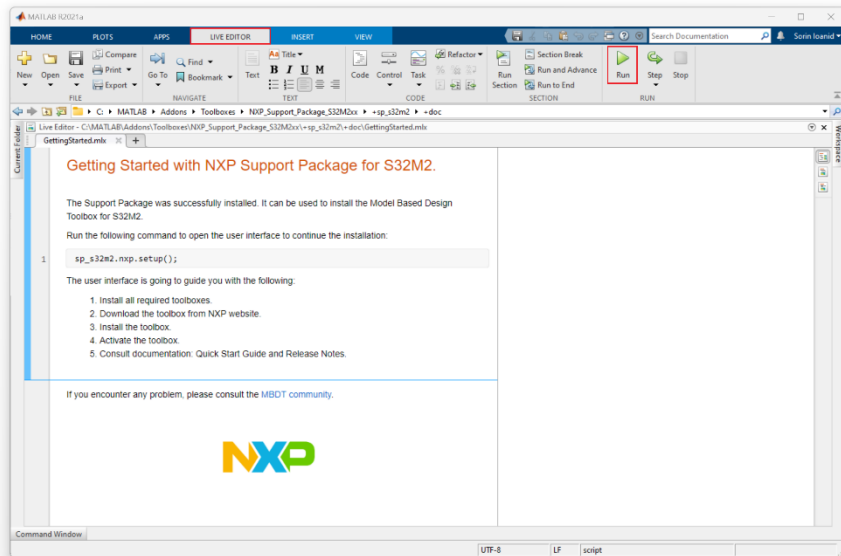 MATLAB R2021a
HOME PLOTS APPS LIVE EDITOR INSERT VIEW Search Documentation Sorin Ioanid
New Open Save Compare Print Export
FILE
Go To Find Bookmark
NAVIGATE
Text Aa Title B I U M
TEXT
Code Control Task Refactor
CODE
Run Section Section Break Run and Advance Run to End
SECTION
Run Step Stop
RUN
C: MATLAB Addons Toolboxes NXP_Support_Package_S32M2xx +sp_s32m2 +doc
Current Folder
Live Editor - C:\MATLAB\Addons\Toolboxes\NXP_Support_Package_S32M2xx\+sp_s32m2\+doc\GettingStarted.mlx
Workspace
GettingStarted.mlx
Getting Started with NXP Support Package for S32M2.
The Support Package was successfully installed. It can be used to install the Model Based Design
Toolbox for S32M2.
Run the following command to open the user interface to continue the installation:
1 sp_s32m2.nxp.setup();
The user interface is going to guide you with the following:
1. Install all required toolboxes.
2. Download the toolbox from NXP website.
3. Install the toolbox.
4. Activate the toolbox.
5. Consult documentation: Quick Start Guide and Release Notes.
If you encounter any problem, please consult the MBDT community.
NXP
Command Window
UTF-8 LF script